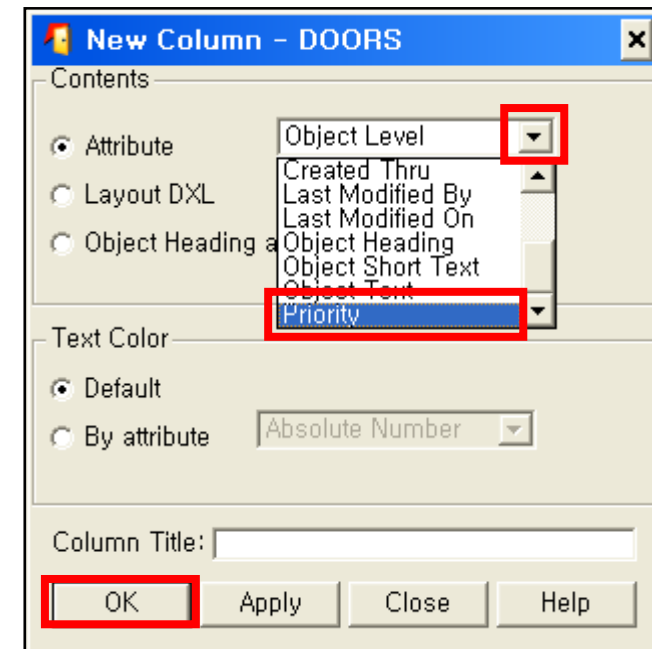 New Column - DOORS
Contents
Attribute
Object Level
Created Thru
Layout DXL
Last Modified By
Last Modified On
Object Heading a
Object Heading
Object Short Text
Object Text
Priority
Text Color
Default
By attribute
Absolute Number
Column Title:
OK Apply Close Help